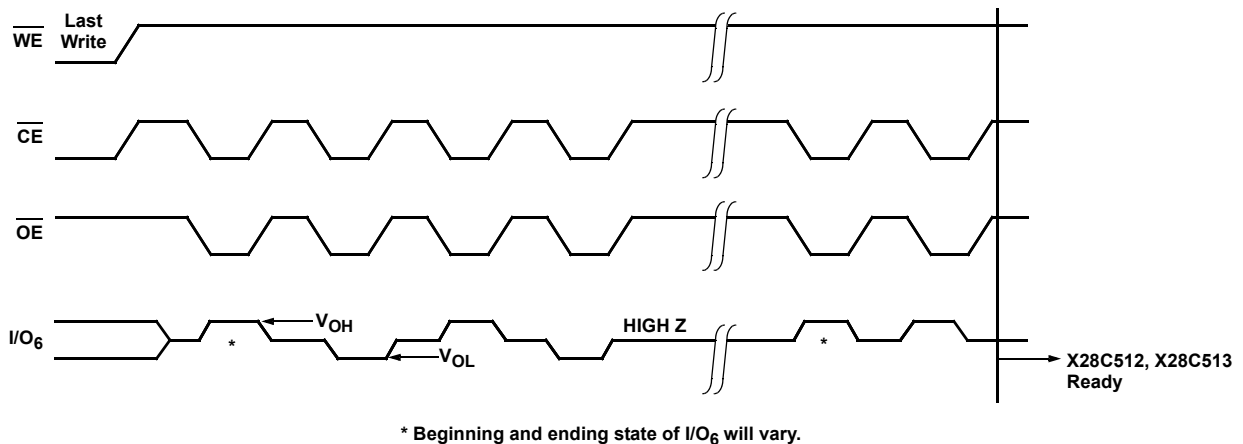 WE
Last
Write
CE
OE
I/O6
VOH
*
VOL
HIGH Z
*
X28C512, X28C513
Ready
* Beginning and ending state of I/O6 will vary.